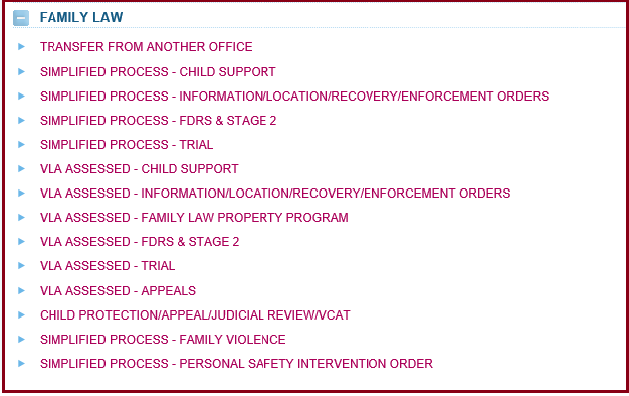 FAMILY LAW
TRANSFER FROM ANOTHER OFFICE
SIMPLIFIED PROCESS - CHILD SUPPORT
SIMPLIFIED PROCESS - INFORMATION/LOCATION/RECOVERY/ENFORCEMENT ORDERS
SIMPLIFIED PROCESS - FDRS & STAGE 2
SIMPLIFIED PROCESS - TRIAL
VLA ASSESSED - CHILD SUPPORT
VLA ASSESSED - INFORMATION/LOCATION/RECOVERY/ENFORCEMENT ORDERS
VLA ASSESSED - FAMILY LAW PROPERTY PROGRAM
VLA ASSESSED - FDRS & STAGE 2
VLA ASSESSED - TRIAL
VLA ASSESSED - APPEALS
CHILD PROTECTION/APPEAL/JUDICIAL REVIEW/VCAT
SIMPLIFIED PROCESS - FAMILY VIOLENCE
SIMPLIFIED PROCESS - PERSONAL SAFETY INTERVENTION ORDER